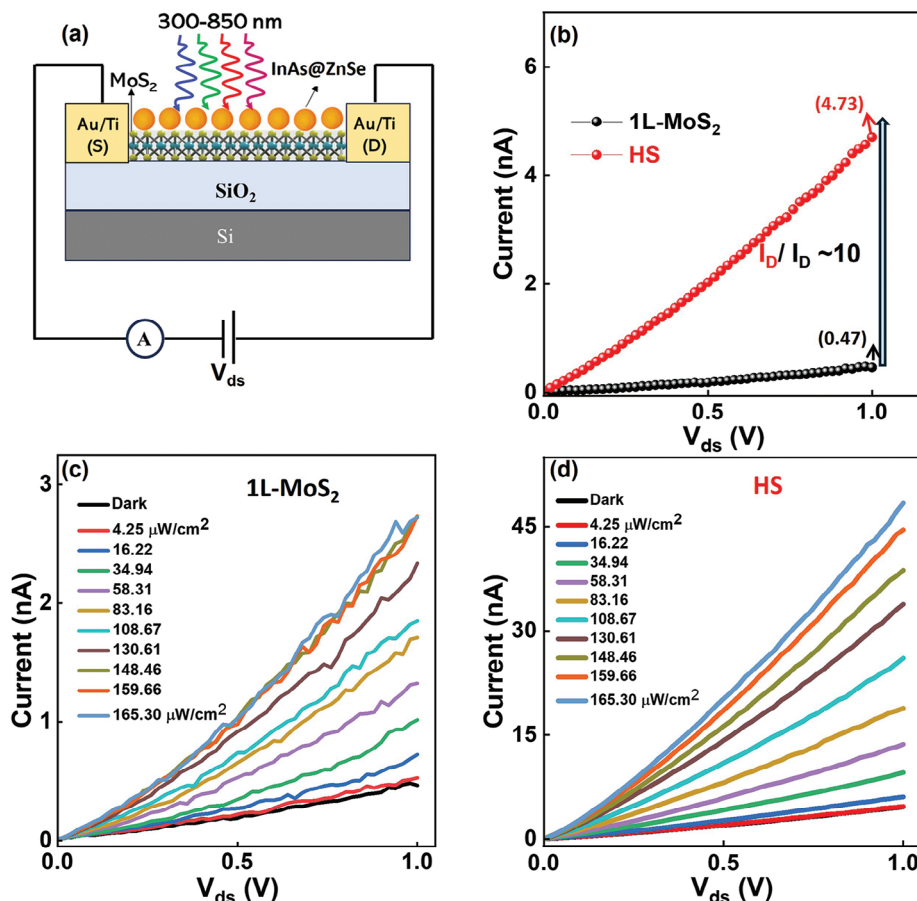 (a)
300-850 nm
MoS2
InAs@ZnSe
Au/Ti
(S)
Au/Ti
(D)
SiO2
Si
A
Vds
(b)
1L-MoS2
HS
(4.73)
ID/ ID ~10
(0.47)
Current (nA)
6
4
2
0
0.0
0.5
1.0
Vds (V)
(c)
1L-MoS2
Dark
4.25 μW/cm2
16.22
34.94
58.31
83.16
108.67
130.61
148.46
159.66
165.30 μW/cm2
Current (nA)
3
2
1
0
0.0
0.5
1.0
Vds (V)
(d)
HS
Dark
4.25 μW/cm2
16.22
34.94
58.31
83.16
108.67
130.61
148.46
159.66
165.30 μW/cm2
Current (nA)
45
30
15
0
0.0
0.5
1.0
Vds (V)